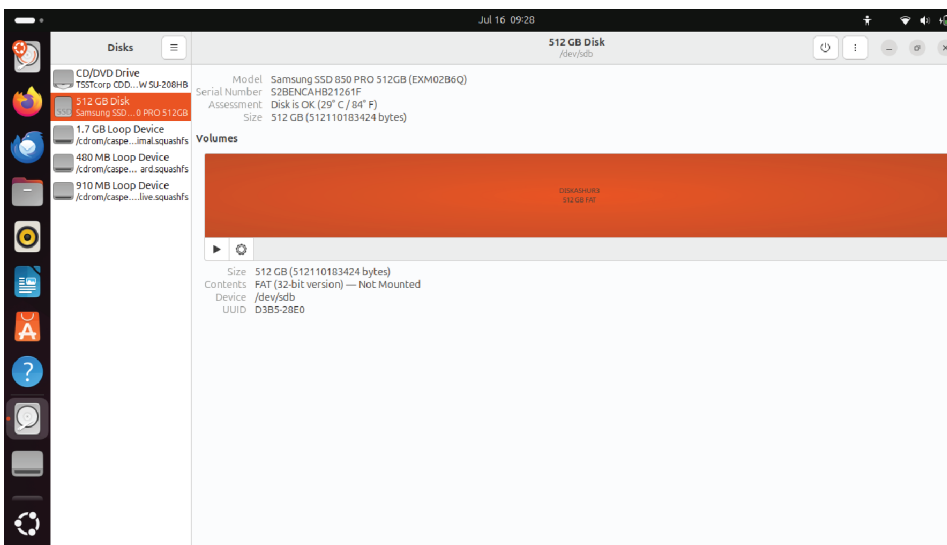 Jul 16 09:28
Disks
512 GB Disk
/dev/sdb
CD/DVD Drive
TSSTcorp CDD...W SU-208HB
512 GB Disk
Samsung SSD...0 PRO 512GB
1.7 GB Loop Device
/cdrom/caspe...imal.squashfs
480 MB Loop Device
/cdrom/caspe... ard.squashfs
910 MB Loop Device
/cdrom/caspe....live.squashfs
Model Samsung SSD 850 PRO 512GB (EXM02B6Q)
Serial Number S2BENCAHB21261F
Assessment Disk is OK (29° C / 84° F)
Size 512 GB (512110183424 bytes)
Volumes
DISKASHUR3
512 GB FAT
Size 512 GB (512110183424 bytes)
Contents FAT (32-bit version) — Not Mounted
Device /dev/sdb
UUID D3B5-28E0